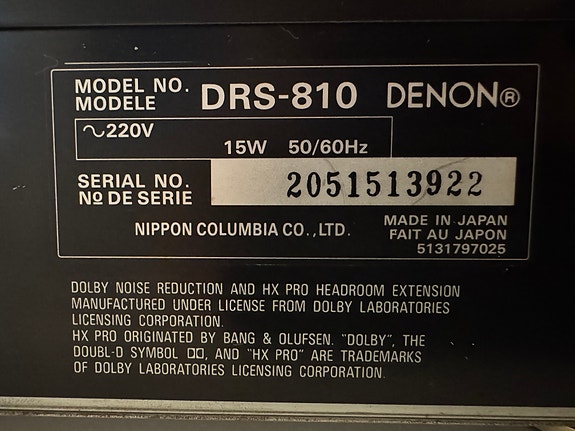 MODEL NO. DRS-810 DENON®
MODELE
~220V
15W 50/60Hz
SERIAL NO. 2051513922
Nº DE SERIE
NIPPON COLUMBIA CO.,LTD.
MADE IN JAPAN
FAIT AU JAPON
5131797025
DOLBY NOISE REDUCTION AND HX PRO HEADROOM EXTENSION
MANUFACTURED UNDER LICENSE FROM DOLBY LABORATORIES
LICENSING CORPORATION.
HX PRO ORIGINATED BY BANG & OLUFSEN. "DOLBY", THE
DOUBL-D SYMBOL, AND "HX PRO" ARE TRADEMARKS
OF DOLBY LABORATORIES LICENSING CORPORATION.